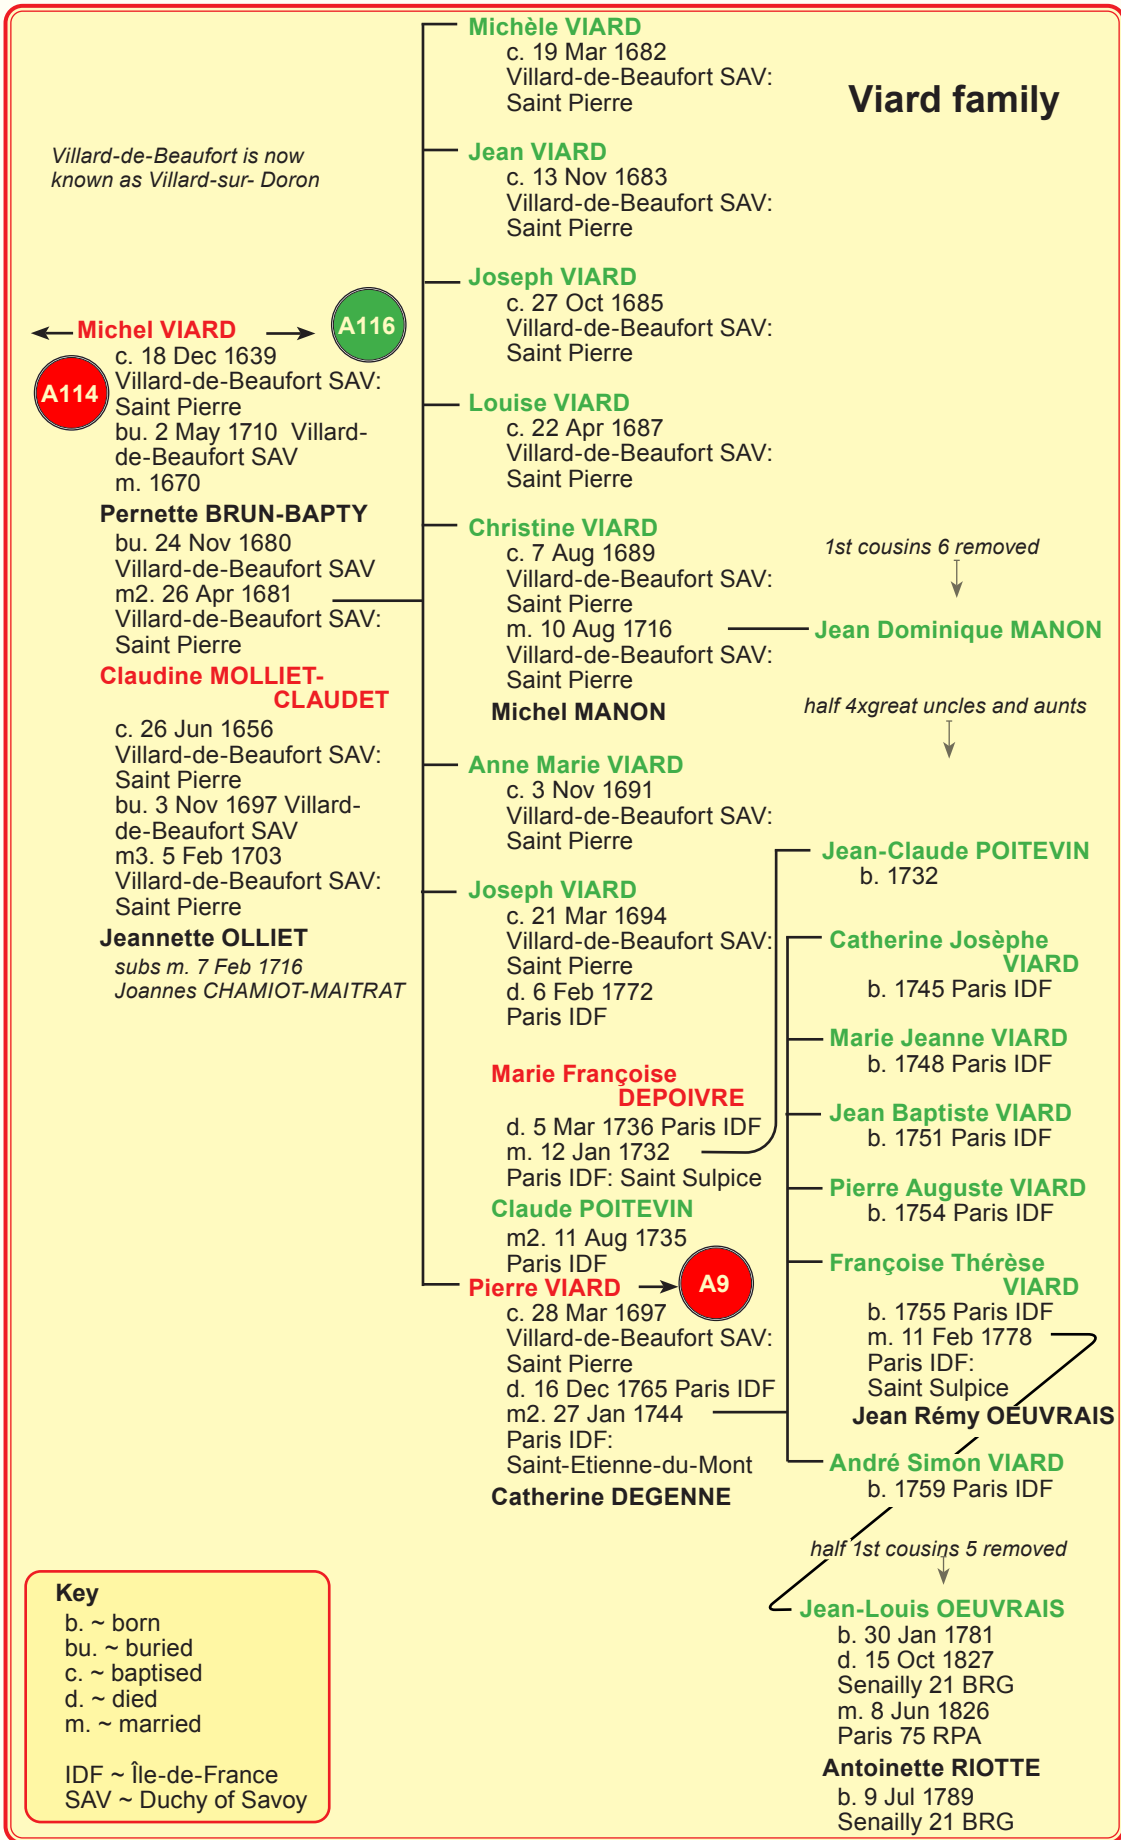 Viard family
Villard-de-Beaufort is now
known as Villard-sur- Doron
Michel VIARD
A116
A114
c. 18 Dec 1639
Villard-de-Beaufort SAV:
Saint Pierre
bu. 2 May 1710 Villard-
de-Beaufort SAV
m. 1670
Pernette BRUN-BAPTY
bu. 24 Nov 1680
Villard-de-Beaufort SAV
m2. 26 Apr 1681
Villard-de-Beaufort SAV:
Saint Pierre
Claudine MOLLIET-
CLAUDET
c. 26 Jun 1656
Villard-de-Beaufort SAV:
Saint Pierre
bu. 3 Nov 1697 Villard-
de-Beaufort SAV
m3. 5 Feb 1703
Villard-de-Beaufort SAV:
Saint Pierre
Jeannette OLLIET
subs m. 7 Feb 1716
Joannes CHAMIOT-MAITRAT
Michèle VIARD
c. 19 Mar 1682
Villard-de-Beaufort SAV:
Saint Pierre
Jean VIARD
c. 13 Nov 1683
Villard-de-Beaufort SAV:
Saint Pierre
Joseph VIARD
c. 27 Oct 1685
Villard-de-Beaufort SAV:
Saint Pierre
Louise VIARD
c. 22 Apr 1687
Villard-de-Beaufort SAV:
Saint Pierre
Christine VIARD
c. 7 Aug 1689
Villard-de-Beaufort SAV:
Saint Pierre
m. 10 Aug 1716
Villard-de-Beaufort SAV:
Saint Pierre
Michel MANON
Anne Marie VIARD
c. 3 Nov 1691
Villard-de-Beaufort SAV:
Saint Pierre
Joseph VIARD
c. 21 Mar 1694
Villard-de-Beaufort SAV:
Saint Pierre
d. 6 Feb 1772
Paris IDF
Marie Françoise
DEPOIVRE
d. 5 Mar 1736 Paris IDF
m. 12 Jan 1732
Paris IDF: Saint Sulpice
Claude POITEVIN
m2. 11 Aug 1735
Paris IDF
Pierre VIARD
A9
c. 28 Mar 1697
Villard-de-Beaufort SAV:
Saint Pierre
d. 16 Dec 1765 Paris IDF
m2. 27 Jan 1744
Paris IDF:
Saint-Etienne-du-Mont
Catherine DEGENNE
1st cousins 6 removed
Jean Dominique MANON
half 4xgreat uncles and aunts
Jean-Claude POITEVIN
b. 1732
Catherine Josèphe
VIARD
b. 1745 Paris IDF
Marie Jeanne VIARD
b. 1748 Paris IDF
Jean Baptiste VIARD
b. 1751 Paris IDF
Pierre Auguste VIARD
b. 1754 Paris IDF
Françoise Thérèse
VIARD
b. 1755 Paris IDF
m. 11 Feb 1778
Paris IDF:
Saint Sulpice
Jean Rémy OEUVRAIS
André Simon VIARD
b. 1759 Paris IDF
half 1st cousins 5 removed
Jean-Louis OEUVRAIS
b. 30 Jan 1781
d. 15 Oct 1827
Senailly 21 BRG
m. 8 Jun 1826
Paris 75 RPA
Antoinette RIOTTE
b. 9 Jul 1789
Senailly 21 BRG
Key
b. ~ born
bu. ~ buried
c. ~ baptised
d. ~ died
m. ~ married
IDF ~ Île-de-France
SAV ~ Duchy of Savoy